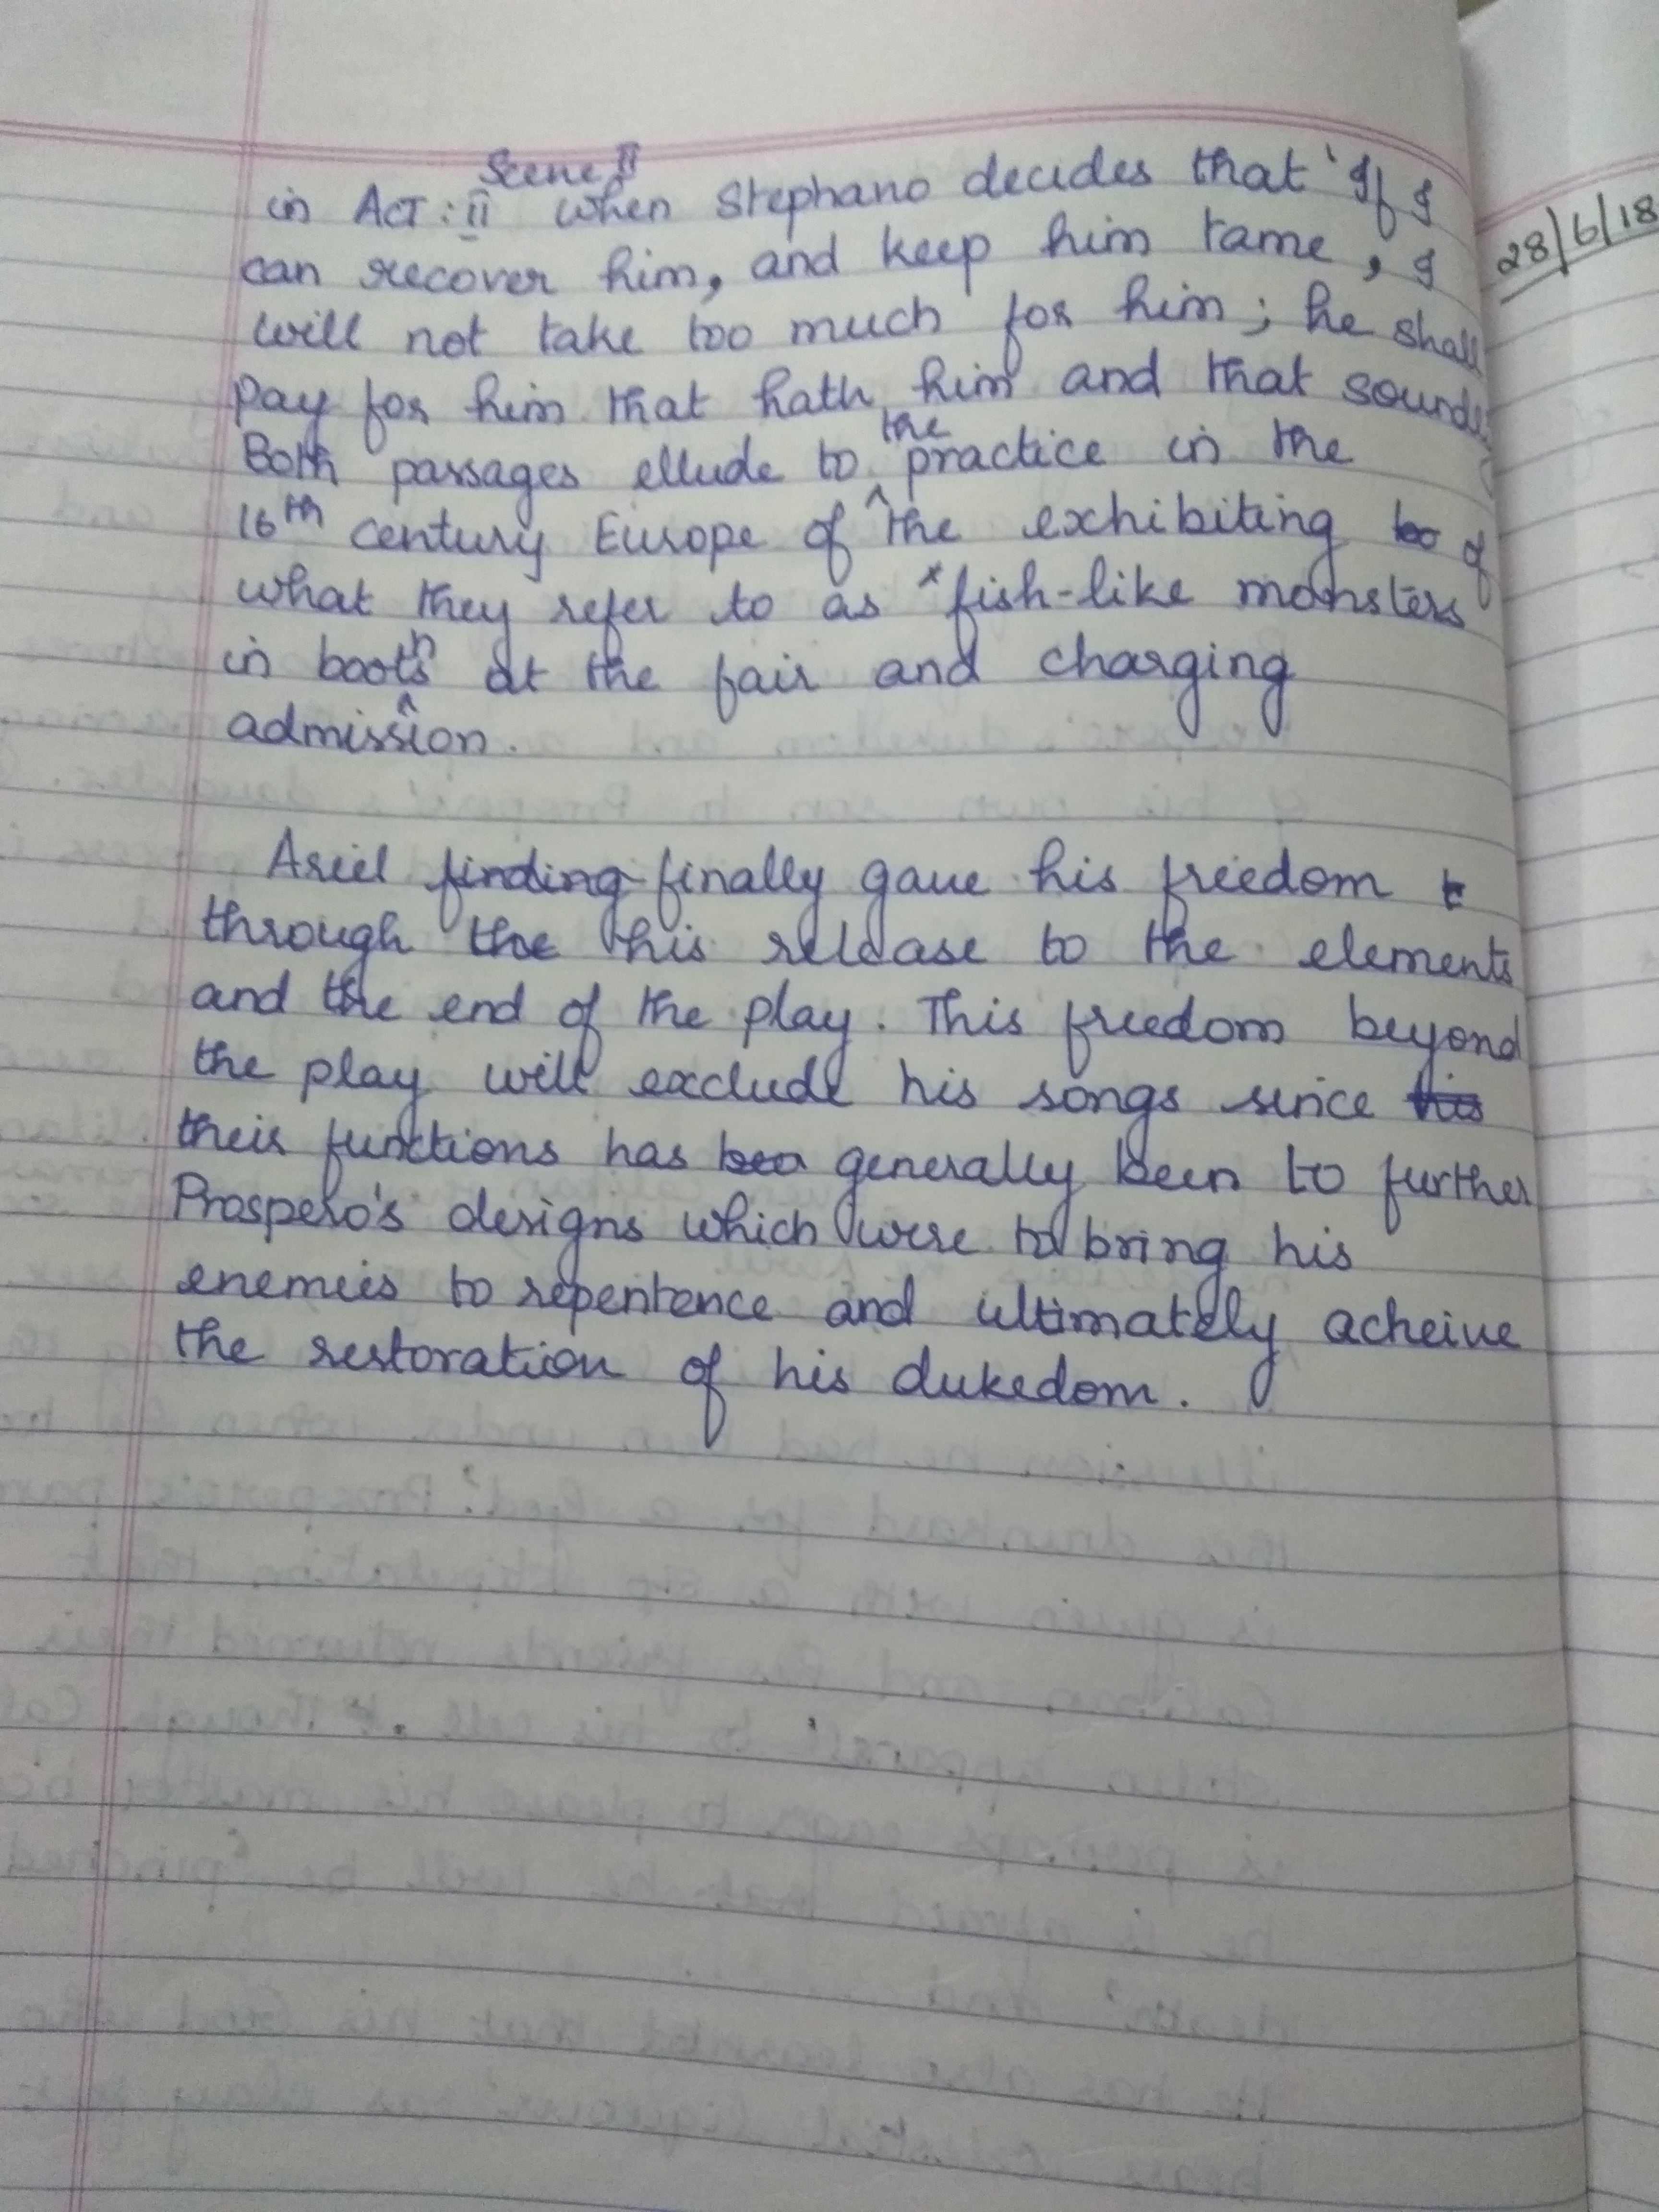 Scene II
in ACT: II when Stephano decides that 'If I
can recover him, and keep him tame, I
will not take too much for him; he shall
pay for him that hath him and that soundly
Both passages ellude to the practice in the
16th century Europe of the exhibiting of
what they refer to as "fish-like monsters
in booths at the fair and charging
admission.
Ariel finally gave his freedom
through his release to the elements
and the end of the play. This freedom beyond
the play will exclude his songs since
their functions has generally been to further
Prospero's designs which were to bring his
enemies to repentence and ultimately acheive
the restoration of his dukedom.
28/6/18